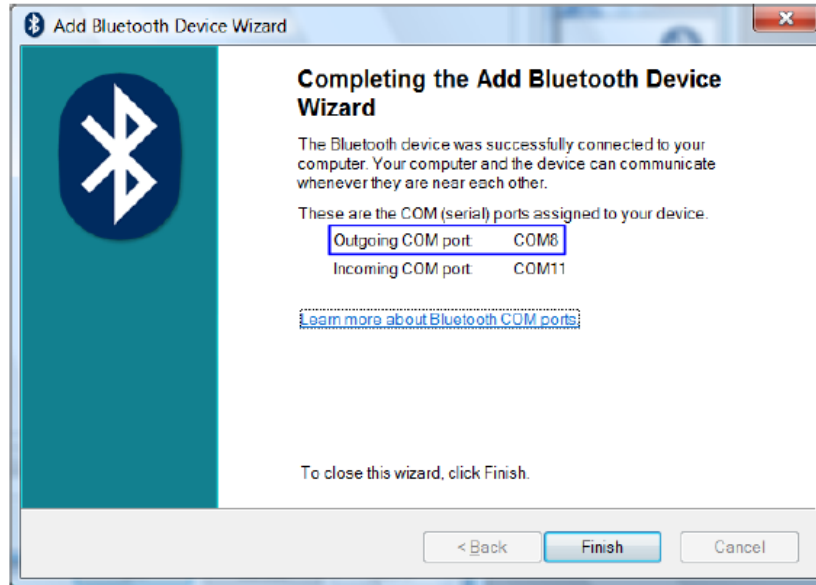 Add Bluetooth Device Wizard
Completing the Add Bluetooth Device
Wizard
The Bluetooth device was successfully connected to your
computer. Your computer and the device can communicate
whenever they are near each other.
These are the COM (serial) ports assigned to your device.
Outgoing COM port: COM8
Incoming COM port: COM11
Learn more about Bluetooth COM ports.
To close this wizard, click Finish.
< Back Finish Cancel